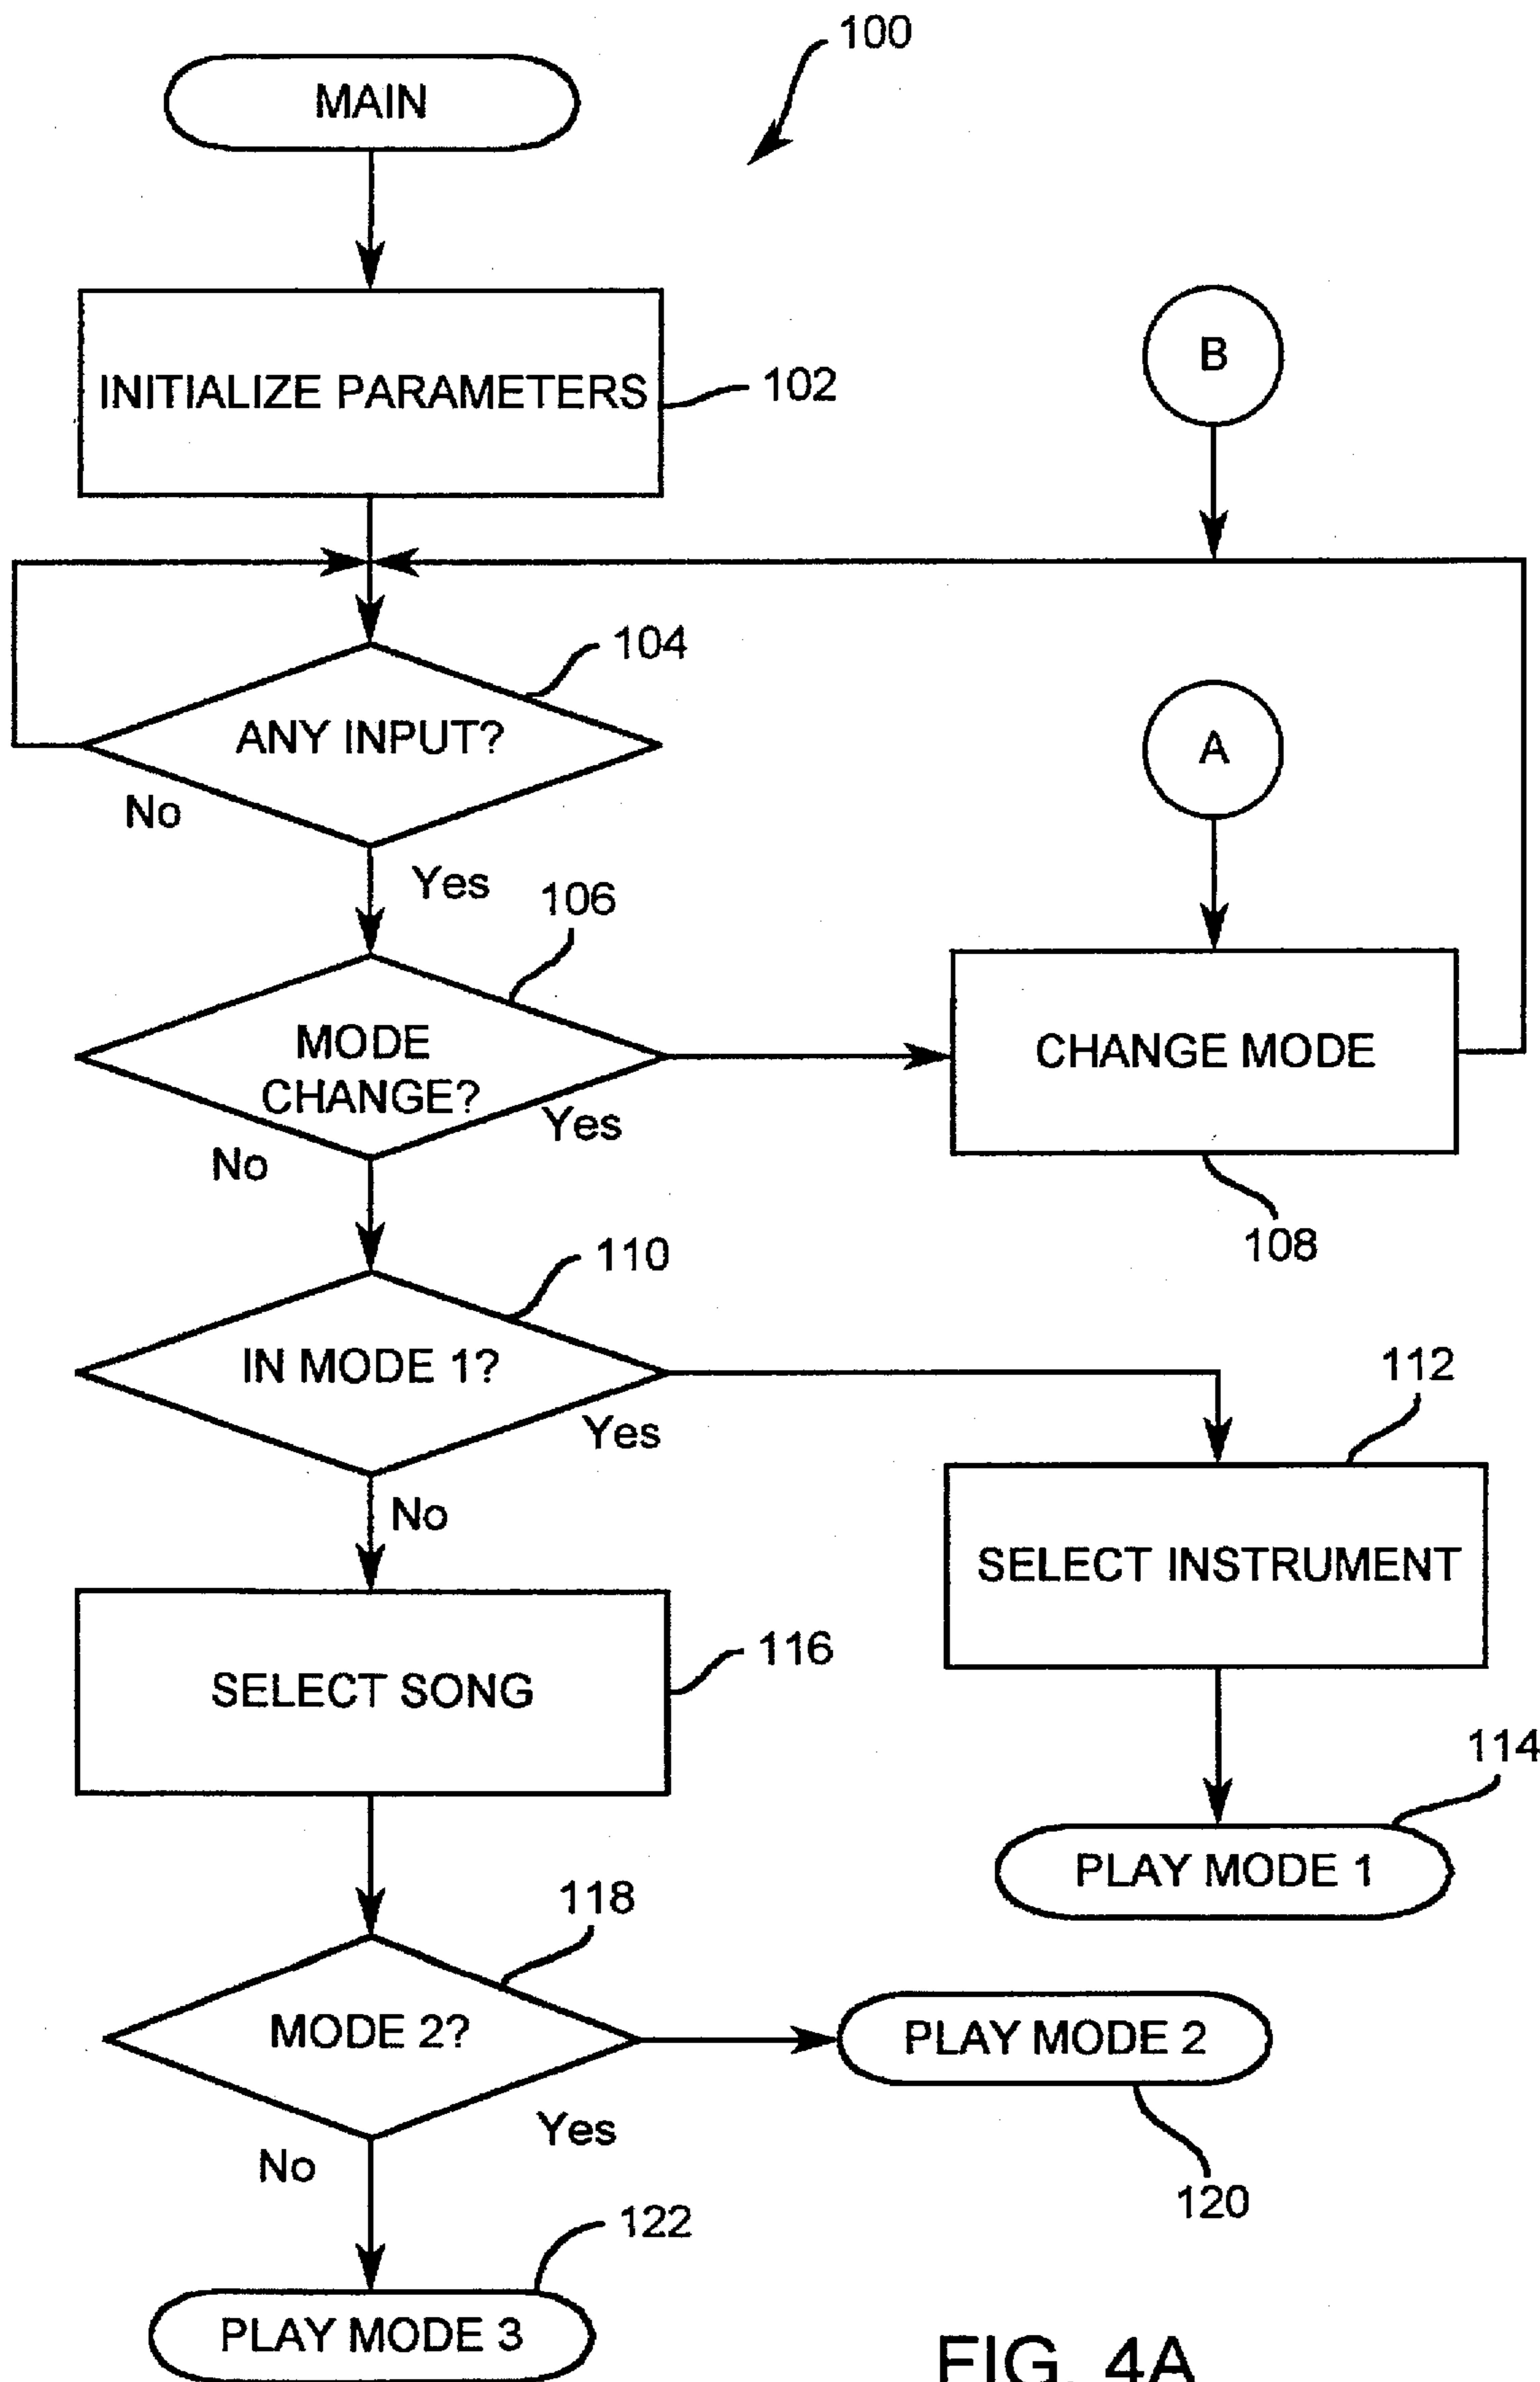 100
MAIN
INITIALIZE PARAMETERS
102
B
104
ANY INPUT?
No
A
Yes
106
MODE
CHANGE?
Yes
No
CHANGE MODE
108
110
IN MODE 1?
Yes
No
112
SELECT INSTRUMENT
116
SELECT SONG
114
PLAY MODE 1
118
MODE 2?
Yes
No
PLAY MODE 2
120
122
PLAY MODE 3
FIG. 4A